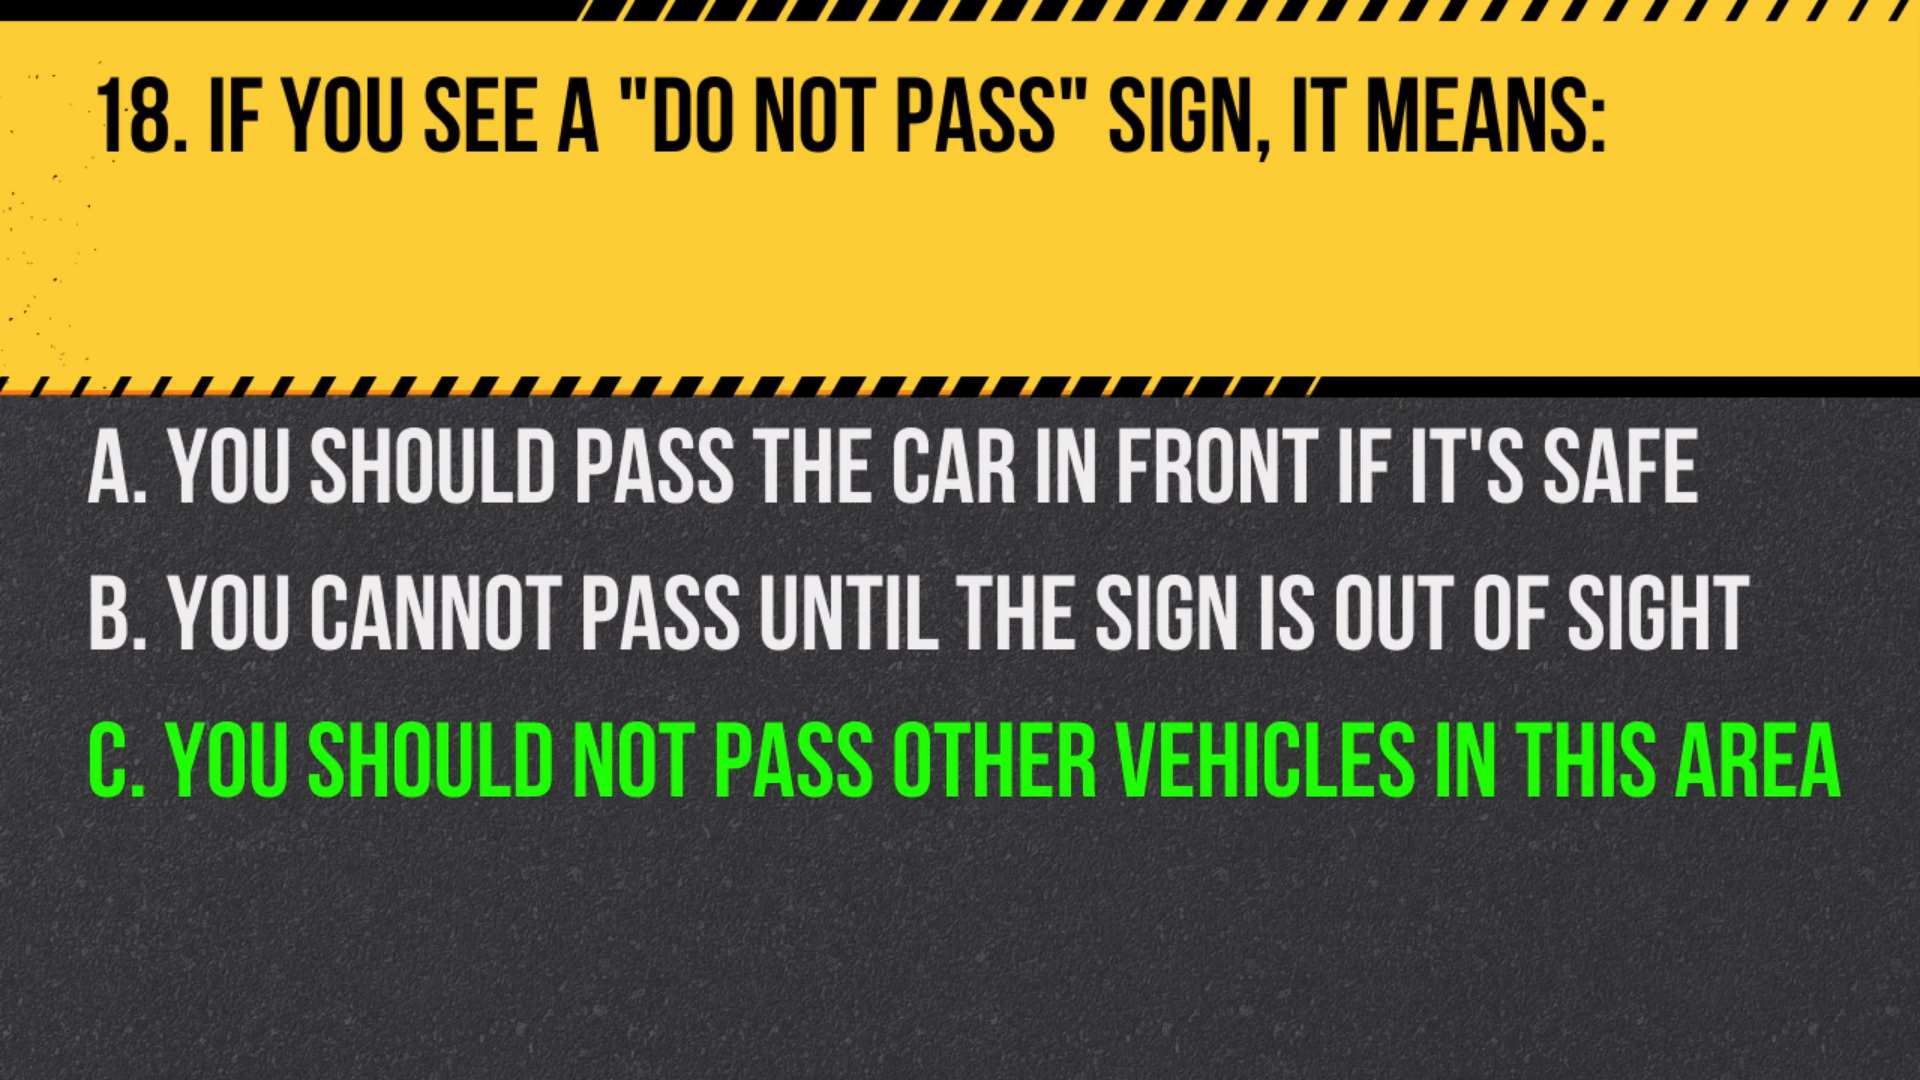 18. IF YOU SEE A "DO NOT PASS" SIGN, IT MEANS:
A. YOU SHOULD PASS THE CAR IN FRONT IF IT'S SAFE
B. YOU CANNOT PASS UNTIL THE SIGN IS OUT OF SIGHT
C. YOU SHOULD NOT PASS OTHER VEHICLES IN THIS AREA